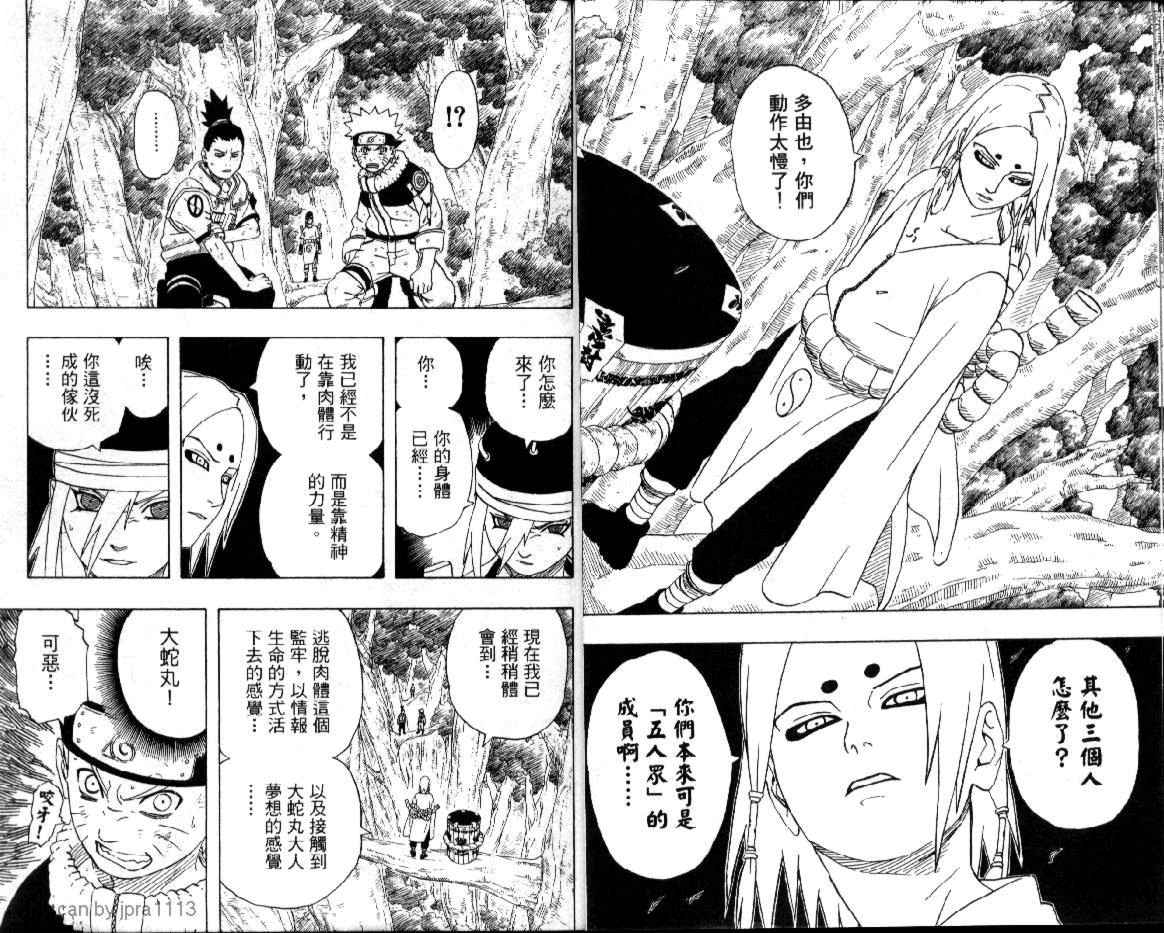 多由也，你們
動作太慢了！
其他三個人
怎麼了？
你們本來可是
「五人眾」的
成員啊……
!?
………
你怎麼
來了…
你…
你的身體
已經……
我已經不是
在靠肉體行
動了，
而是靠精神
的力量。
唉…
你這沒死
成的傢伙
……
現在我已
經稍稍體
會到…
逃脫肉體這個
監牢，以情報
生命的方式活
下去的感覺…
以及接觸到
大蛇丸大人
夢想的感覺
……
大蛇丸！
可惡…
咬牙！
can by jpra1113